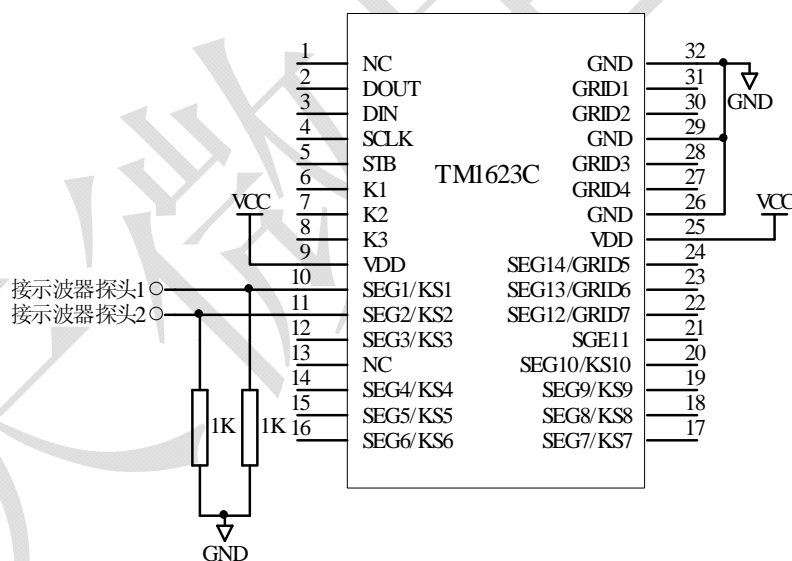 TM1623C
1 NC
2 DOUT
3 DIN
4 SCLK
5 STB
6 K1
7 K2
8 K3
9 VDD
10 SEG1/KS1
11 SEG2/KS2
12 SEG3/KS3
13 NC
14 SEG4/KS4
15 SEG5/KS5
16 SEG6/KS6
GND 32
GRID1 31
GRID2 30
GND 29
GRID3 28
GRID4 27
GND 26
VDD 25
SEG14/GRID5 24
SEG13/GRID6 23
SEG12/GRID7 22
SGE11 21
SEG10/KS10 20
SEG9/KS9 19
SEG8/KS8 18
SEG7/KS7 17
VCC
接示波器探头1
接示波器探头2
1K
1K
GND
GND
VCC